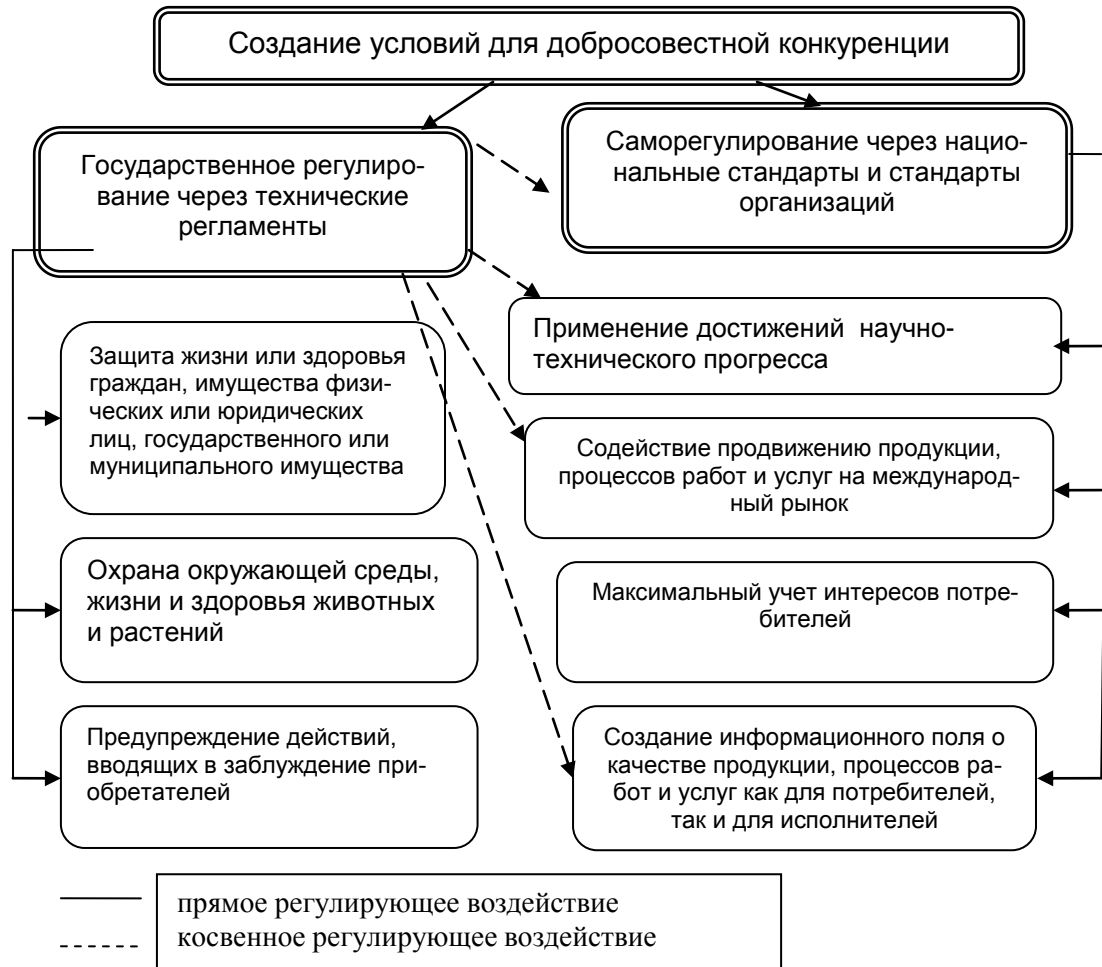 Создание условий для добросовестной конкуренции
Государственное регулиро-
вание через технические
регламенты
Саморегулирование через нацио-
нальные стандарты и стандарты
организаций
Защита жизни или здоровья
граждан, имущества физи-
ческих или юридических
лиц, государственного или
муниципального имущества
Охрана окружающей среды,
жизни и здоровья животных
и растений
Предупреждение действий,
вводящих в заблуждение при-
обретателей
Применение достижений научно-
технического прогресса
Содействие продвижению продукции,
процессов работ и услуг на международ-
ный рынок
Максимальный учет интересов потре-
бителей
Создание информационного поля о
качестве продукции, процессов ра-
бот и услуг как для потребителей,
так и для исполнителей
прямое регулирующее воздействие
косвенное регулирующее воздействие